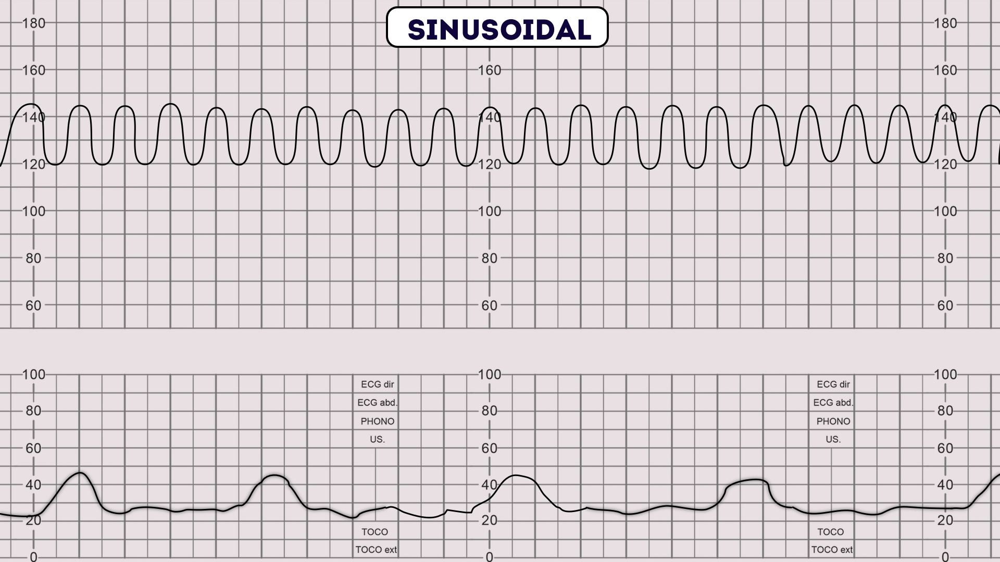 SINUSOIDAL
180 180
160 160 160
140 140 140
120 120 120
100 100 100
80 80 80
60 60 60
100 100 100
ECG dir ECG dir
ECG abd. ECG abd.
80 80 80
PHONO PHONO
US. US.
60 60 60
40 40 40
20 20 20
TOCO TOCO
TOCO ext TOCO ext
0 0 0